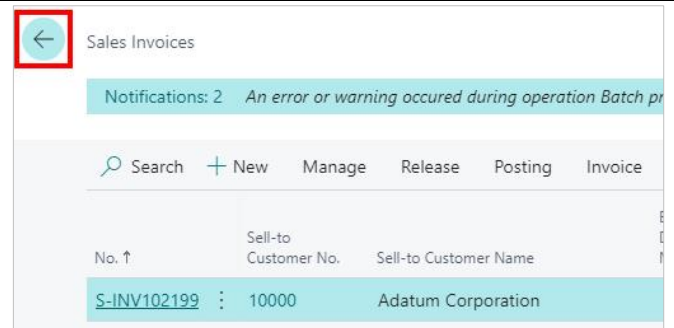 Sales Invoices
Notifications: 2 An error or warning occured during operation Batch
Search + New Manage Release Posting Invoice
Sell-to
No. ↑ Customer No. Sell-to Customer Name
S-INV102199 10000 Adatum Corporation